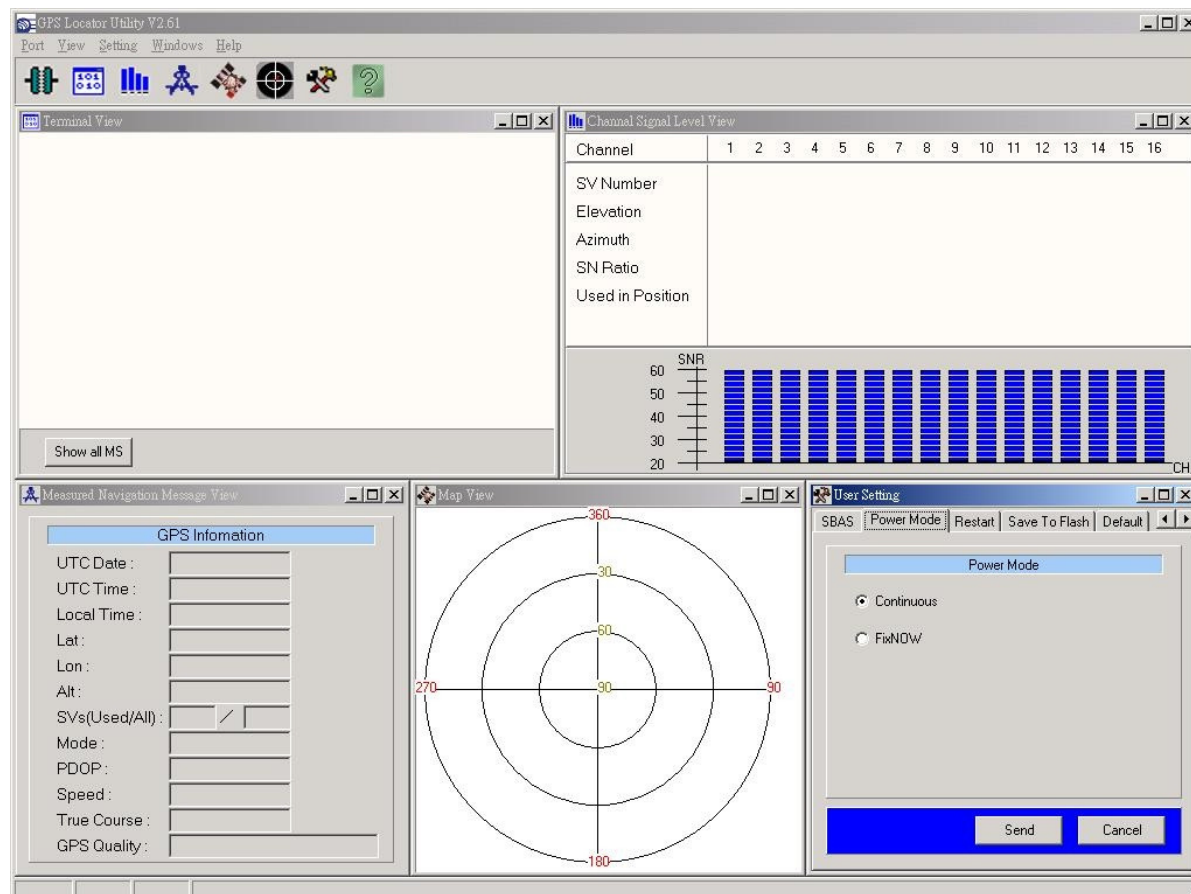 GPS Locator Utility V2.61
Port View Setting Windows Help
101
010
Terminal View
Show all MS
Channal Signal Level View
Channel 1 2 3 4 5 6 7 8 9 10 11 12 13 14 15 16
SV Number
Elevation
Azimuth
SN Ratio
Used in Position
SNR
60
50
40
30
20
CH
Measured Navigation Message View
GPS Infomation
UTC Date :
UTC Time :
Local Time :
Lat :
Lon :
Alt :
SVs(Used/All) : /
Mode :
PDOP :
Speed :
True Course :
GPS Quality :
Map View
360
30
60
270 90 90
180
User Setting
SBAS Power Mode Restart Save To Flash Default
Power Mode
Continuous
FixNOW
Send Cancel